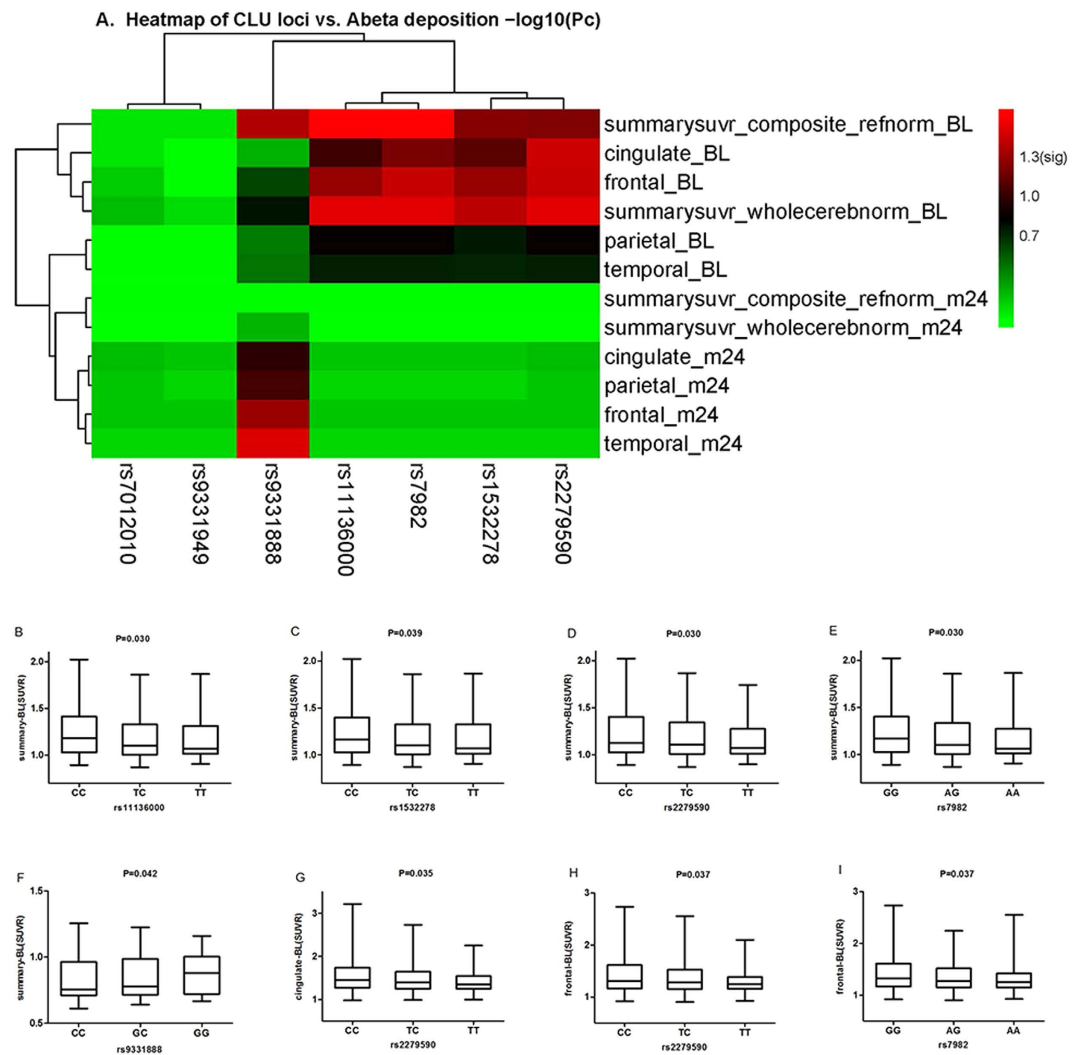 A. Heatmap of CLU loci vs. Abeta deposition −log10(Pc)
summarysuvr_composite_refnorm_BL
cingulate_BL
frontal_BL
summarysuvr_wholecerebnorm_BL
parietal_BL
temporal_BL
summarysuvr_composite_refnorm_m24
summarysuvr_wholecerebnorm_m24
cingulate_m24
parietal_m24
frontal_m24
temporal_m24
1.3(sig)
1.0
0.7
rs7012010
rs9331949
rs9331888
rs11136000
rs7982
rs1532278
rs2279590
B
P=0.030
summary-BL(SUVR)
2.0
1.5
1.0
CC TC TT
rs11136000
C
P=0.039
summary-BL(SUVR)
2.0
1.5
1.0
CC TC TT
rs1532278
D
P=0.030
summary-BL(SUVR)
2.0
1.5
1.0
CC TC TT
rs2279590
E
P=0.030
summary-BL(SUVR)
2.0
1.5
1.0
GG AG AA
rs7982
F
P=0.042
summary-BL(SUVR)
1.5
1.0
0.5
CC GC GG
rs9331888
G
P=0.035
cingulate-BL(SUVR)
3
2
1
CC TC TT
rs2279590
H
P=0.037
frontal-BL(SUVR)
3
2
1
CC TC TT
rs2279590
I
P=0.037
frontal-BL(SUVR)
3
2
1
GG AG AA
rs7982